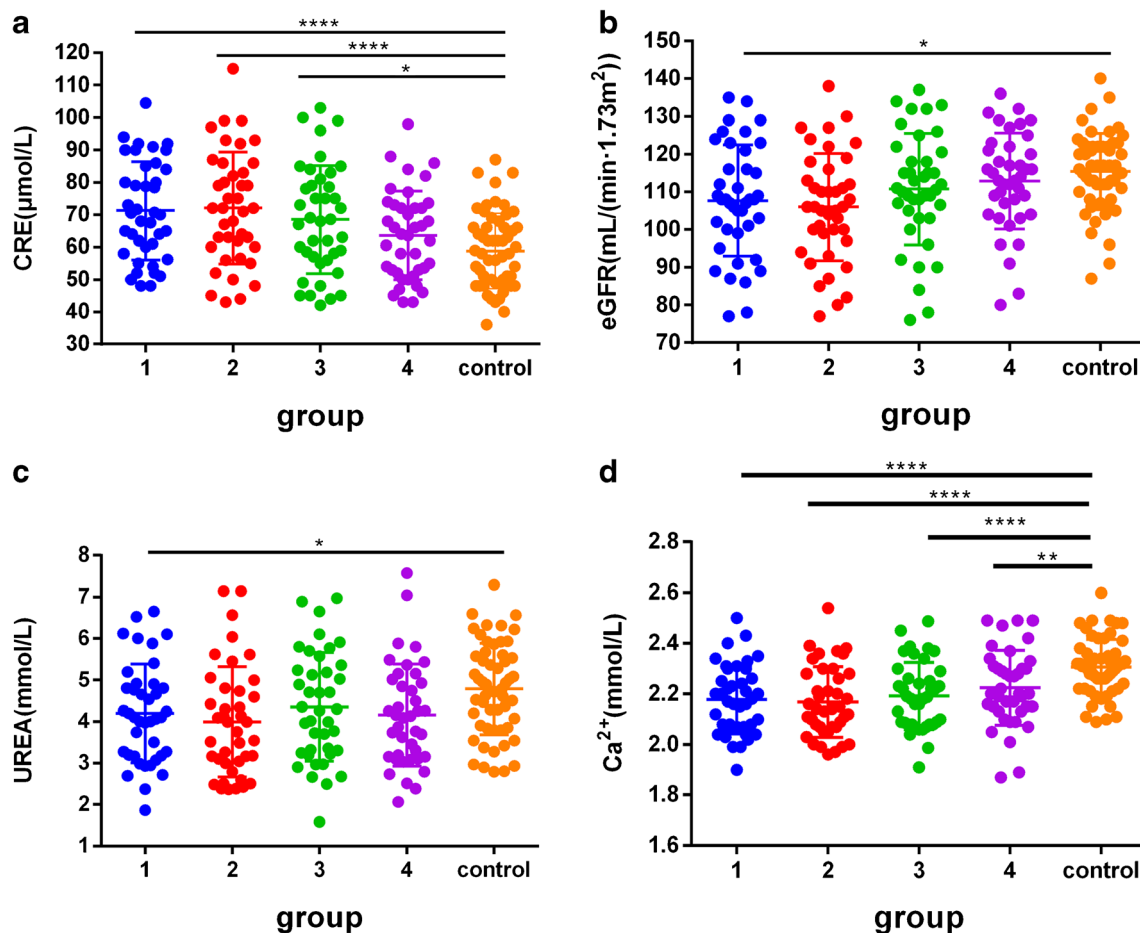 a
****
****
*
120
110
100
90
80
70
60
50
40
30
CRE(μmol/L)
1 2 3 4 control
group
b
*
150
140
130
120
110
100
90
80
70
eGFR(mL/(min·1.73m²))
1 2 3 4 control
group
c
*
8
7
6
5
4
3
2
1
UREA(mmol/L)
1 2 3 4 control
group
d
****
****
****
**
2.8
2.6
2.4
2.2
2.0
1.8
1.6
Ca²⁺(mmol/L)
1 2 3 4 control
group